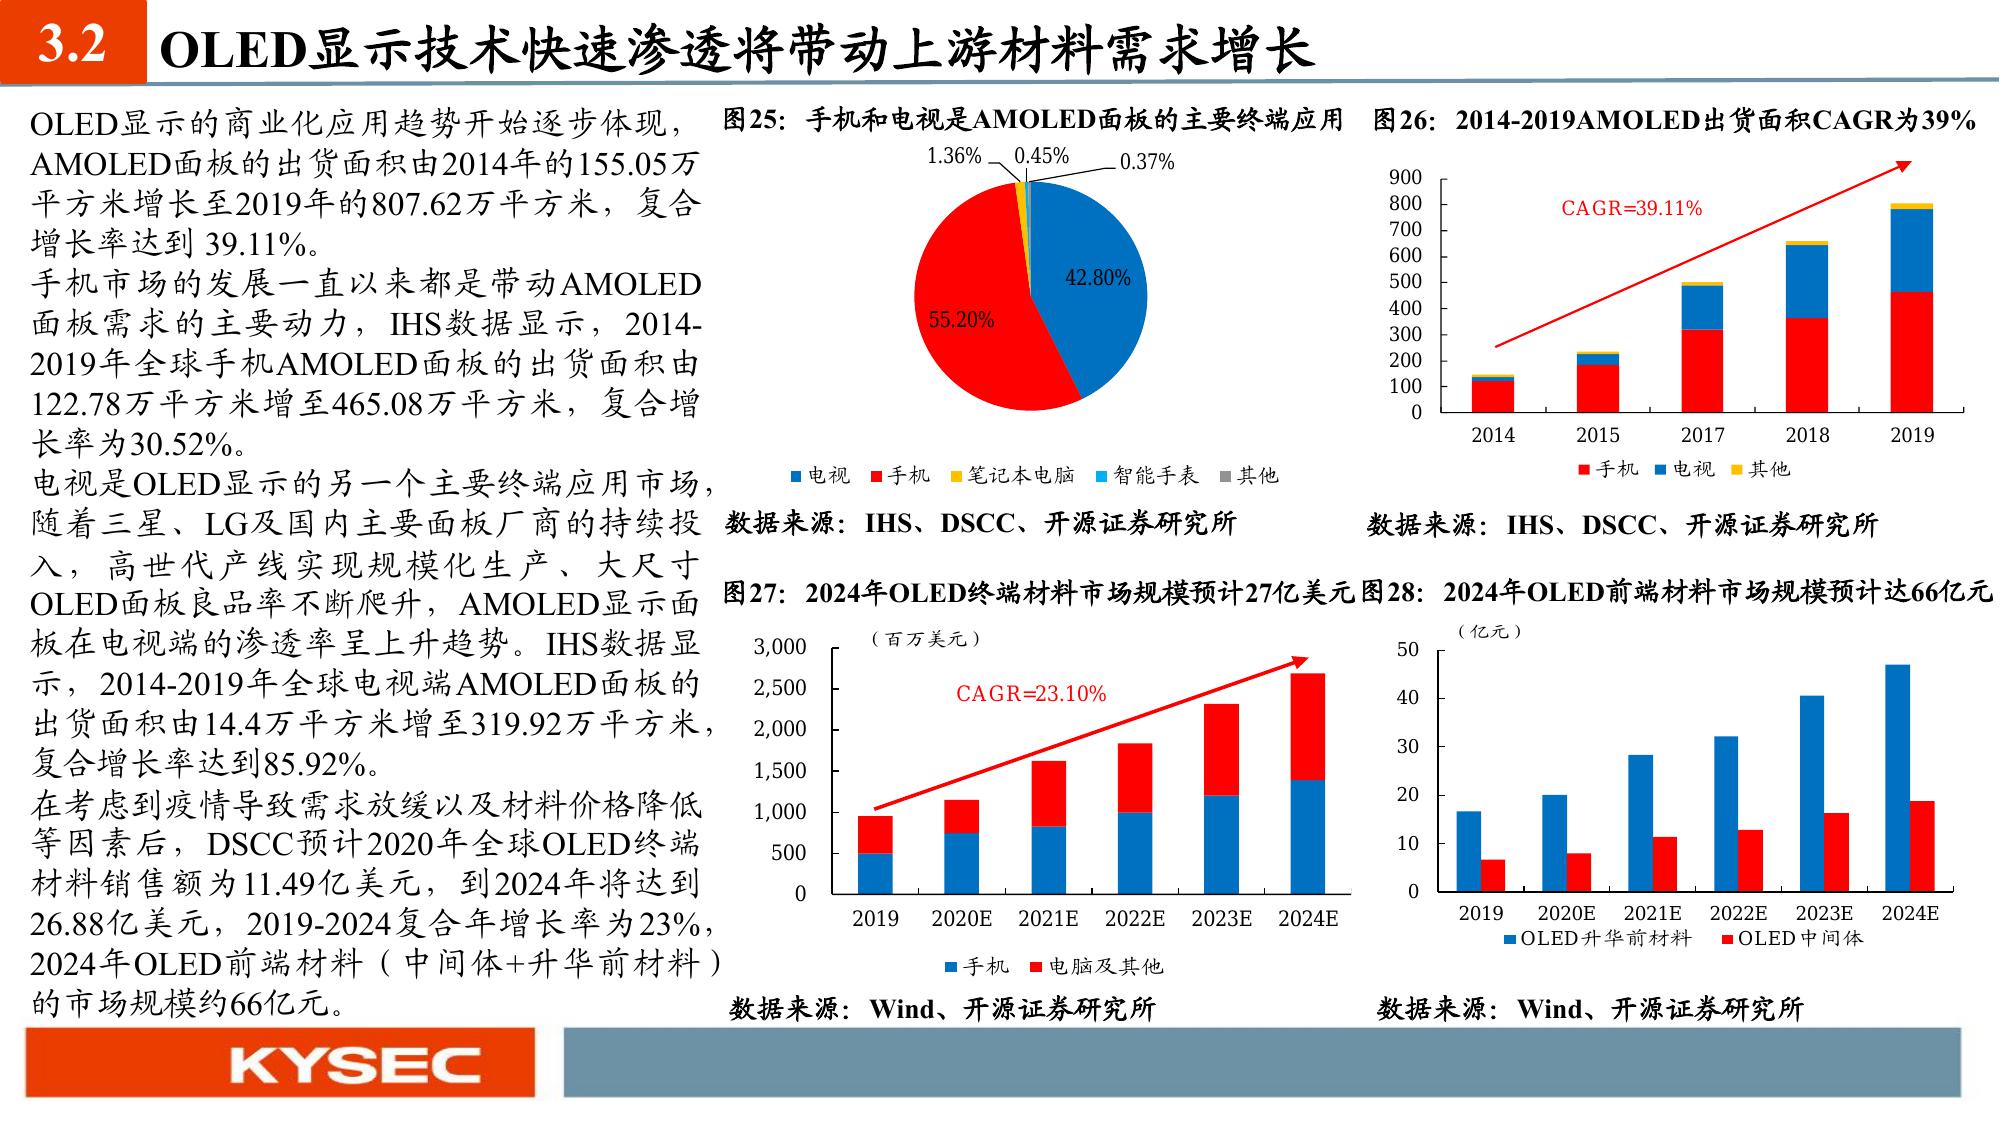 3.2
OLED显示技术快速渗透将带动上游材料需求增长
OLED显示的商业化应用趋势开始逐步体现，
AMOLED面板的出货面积由2014年的155.05万
平方米增长至2019年的807.62万平方米，复合
增长率达到 39.11%。
手机市场的发展一直以来都是带动AMOLED
面板需求的主要动力，IHS数据显示，2014-
2019年全球手机AMOLED面板的出货面积由
122.78万平方米增至465.08万平方米，复合增
长率为30.52%。
电视是OLED显示的另一个主要终端应用市场，
随着三星、LG及国内主要面板厂商的持续投
入，高世代产线实现规模化生产、大尺寸
OLED面板良品率不断爬升，AMOLED显示面
板在电视端的渗透率呈上升趋势。IHS数据显
示，2014-2019年全球电视端AMOLED面板的
出货面积由14.4万平方米增至319.92万平方米，
复合增长率达到85.92%。
在考虑到疫情导致需求放缓以及材料价格降低
等因素后，DSCC预计2020年全球OLED终端
材料销售额为11.49亿美元，到2024年将达到
26.88亿美元，2019-2024复合年增长率为23%，
2024年OLED前端材料（中间体+升华前材料）
的市场规模约66亿元。
图25：手机和电视是AMOLED面板的主要终端应用
1.36% 0.45% 0.37%
42.80%
55.20%
电视 手机 笔记本电脑 智能手表 其他
数据来源：IHS、DSCC、开源证券研究所
图26：2014-2019AMOLED出货面积CAGR为39%
900
800
700
600
500
400
300
200
100
0
CAGR=39.11%
2014 2015 2017 2018 2019
手机 电视 其他
数据来源：IHS、DSCC、开源证券研究所
图27：2024年OLED终端材料市场规模预计27亿美元
（百万美元）
3,000
2,500
2,000
1,500
1,000
500
0
CAGR=23.10%
2019 2020E 2021E 2022E 2023E 2024E
手机 电脑及其他
数据来源：Wind、开源证券研究所
图28：2024年OLED前端材料市场规模预计达66亿元
（亿元）
50
40
30
20
10
0
2019 2020E 2021E 2022E 2023E 2024E
OLED升华前材料 OLED中间体
数据来源：Wind、开源证券研究所
KYSEC